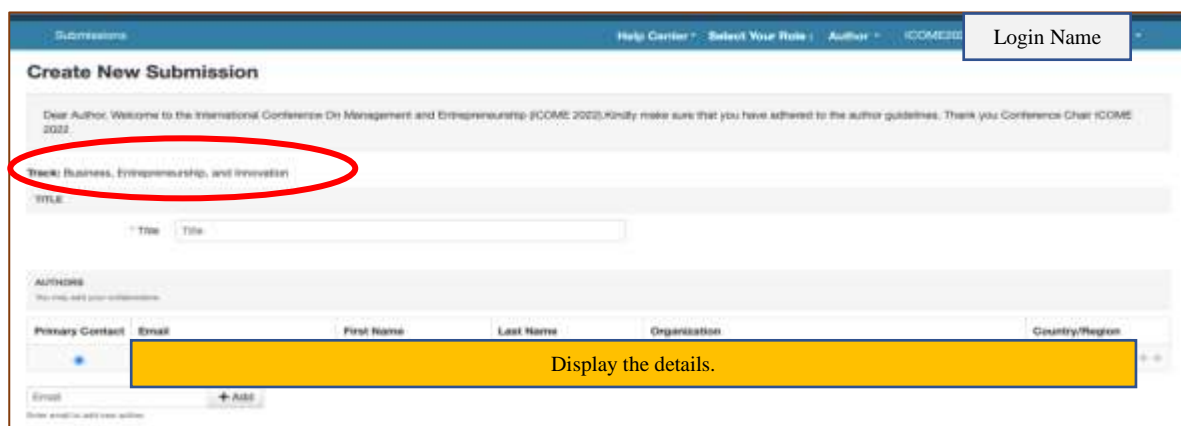 Submissions Help Center Select Your Role : Author ICOME202 Login Name
Create New Submission
Dear Author, Welcome to the International Conference On Management and Entrepreneurship (ICOME 2022).Kindly make sure that you have adhered to the author guidelines. Thank you Conference Chair ICOME
2022
Track: Business, Entrepreneurship, and Innovation
TITLE
* Title Title
AUTHORS
You may add your collaborators.
Primary Contact Email First Name Last Name Organization Country/Region
Display the details.
Email + Add
Enter email to add new author.